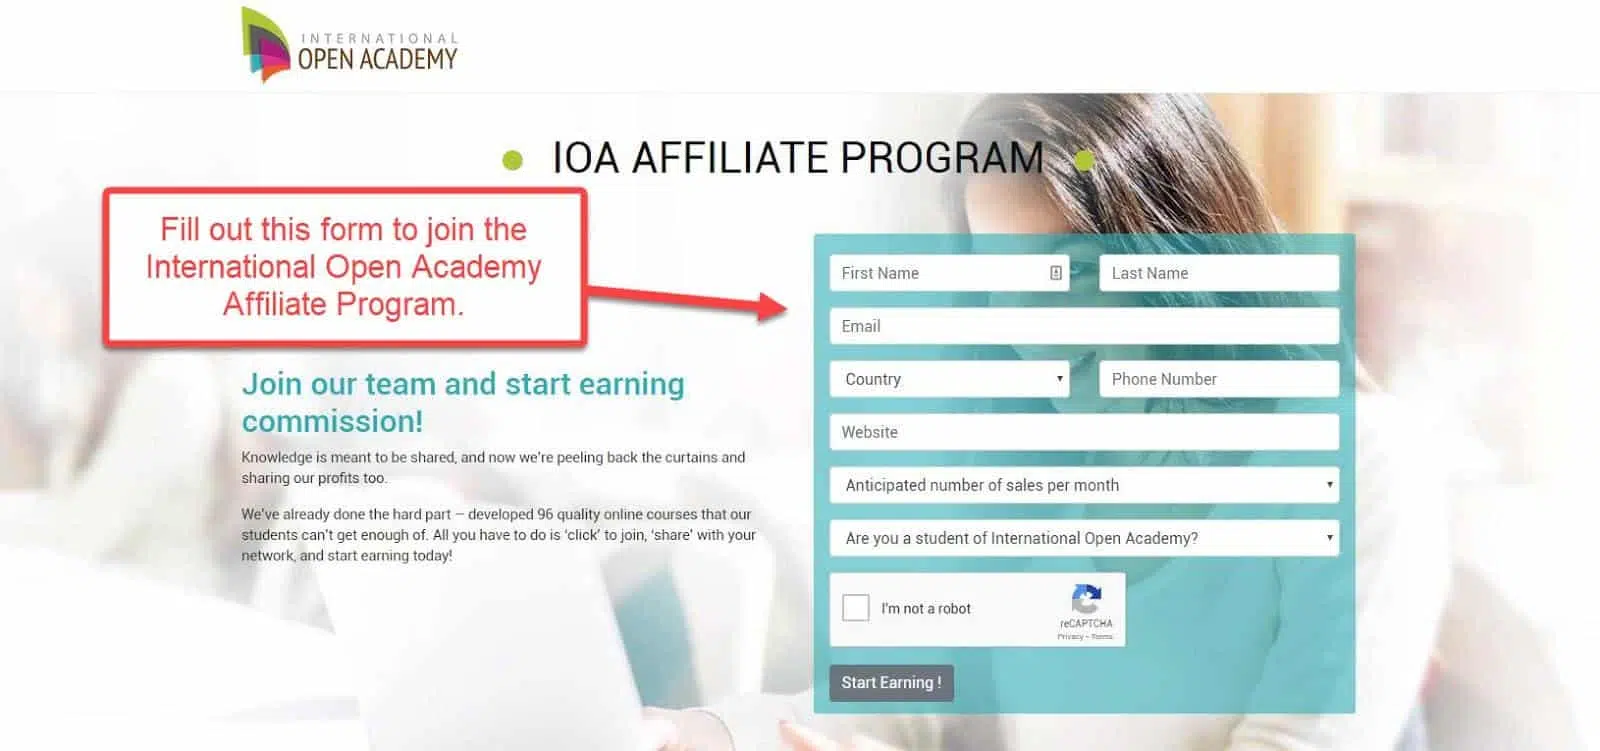 INTERNATIONAL
OPEN ACADEMY
IOA AFFILIATE PROGRAM
Fill out this form to join the
International Open Academy
Affiliate Program.
Join our team and start earning
commission!
Knowledge is meant to be shared, and now we're peeling back the curtains and
sharing our profits too.
We've already done the hard part – developed 96 quality online courses that our
students can't get enough of. All you have to do is 'click' to join, 'share' with your
network, and start earning today!
First Name
Last Name
Email
Country
Phone Number
Website
Anticipated number of sales per month
Are you a student of International Open Academy?
I'm not a robot
reCAPTCHA
Privacy - Terms
Start Earning !